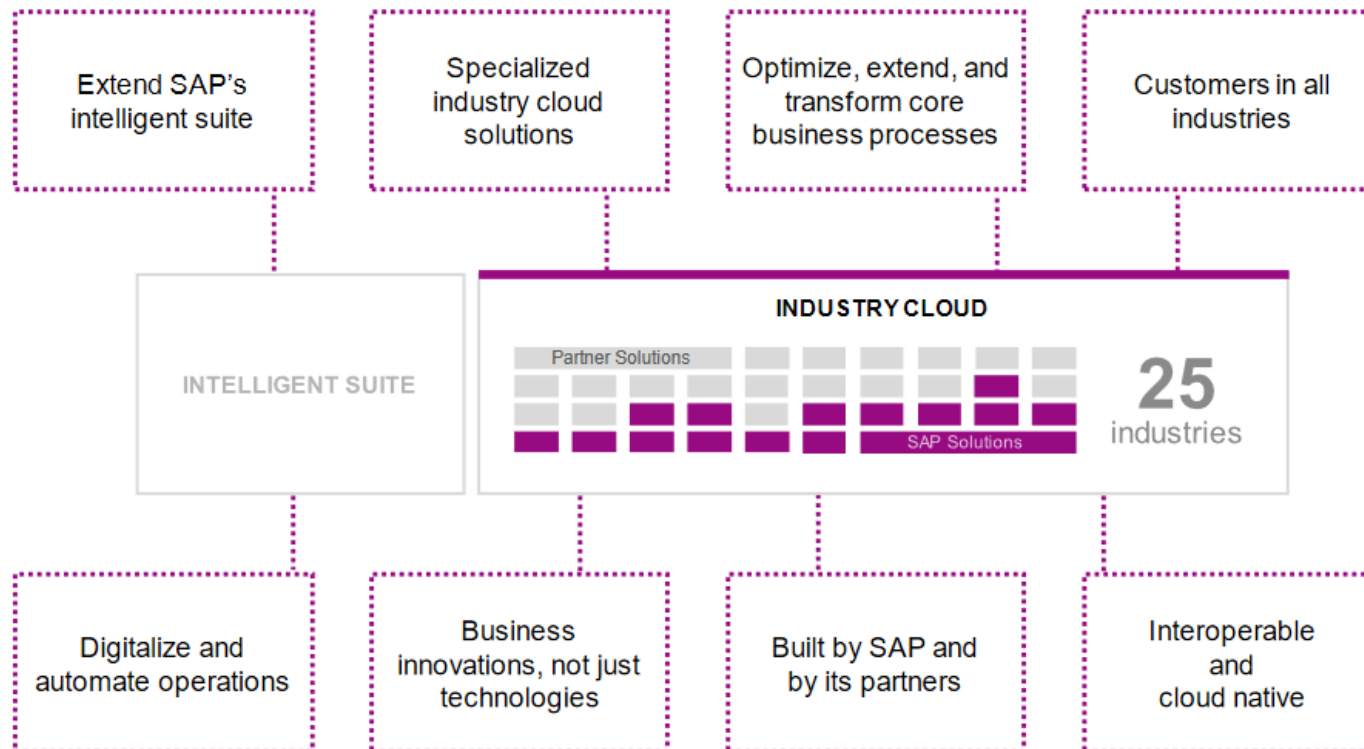 Extend SAP's
intelligent suite
Specialized
industry cloud
solutions
Optimize, extend, and
transform core
business processes
Customers in all
industries
INTELLIGENT SUITE
INDUSTRY CLOUD
Partner Solutions
SAP Solutions
25
industries
Digitalize and
automate operations
Business
innovations, not just
technologies
Built by SAP and
by its partners
Interoperable
and
cloud native